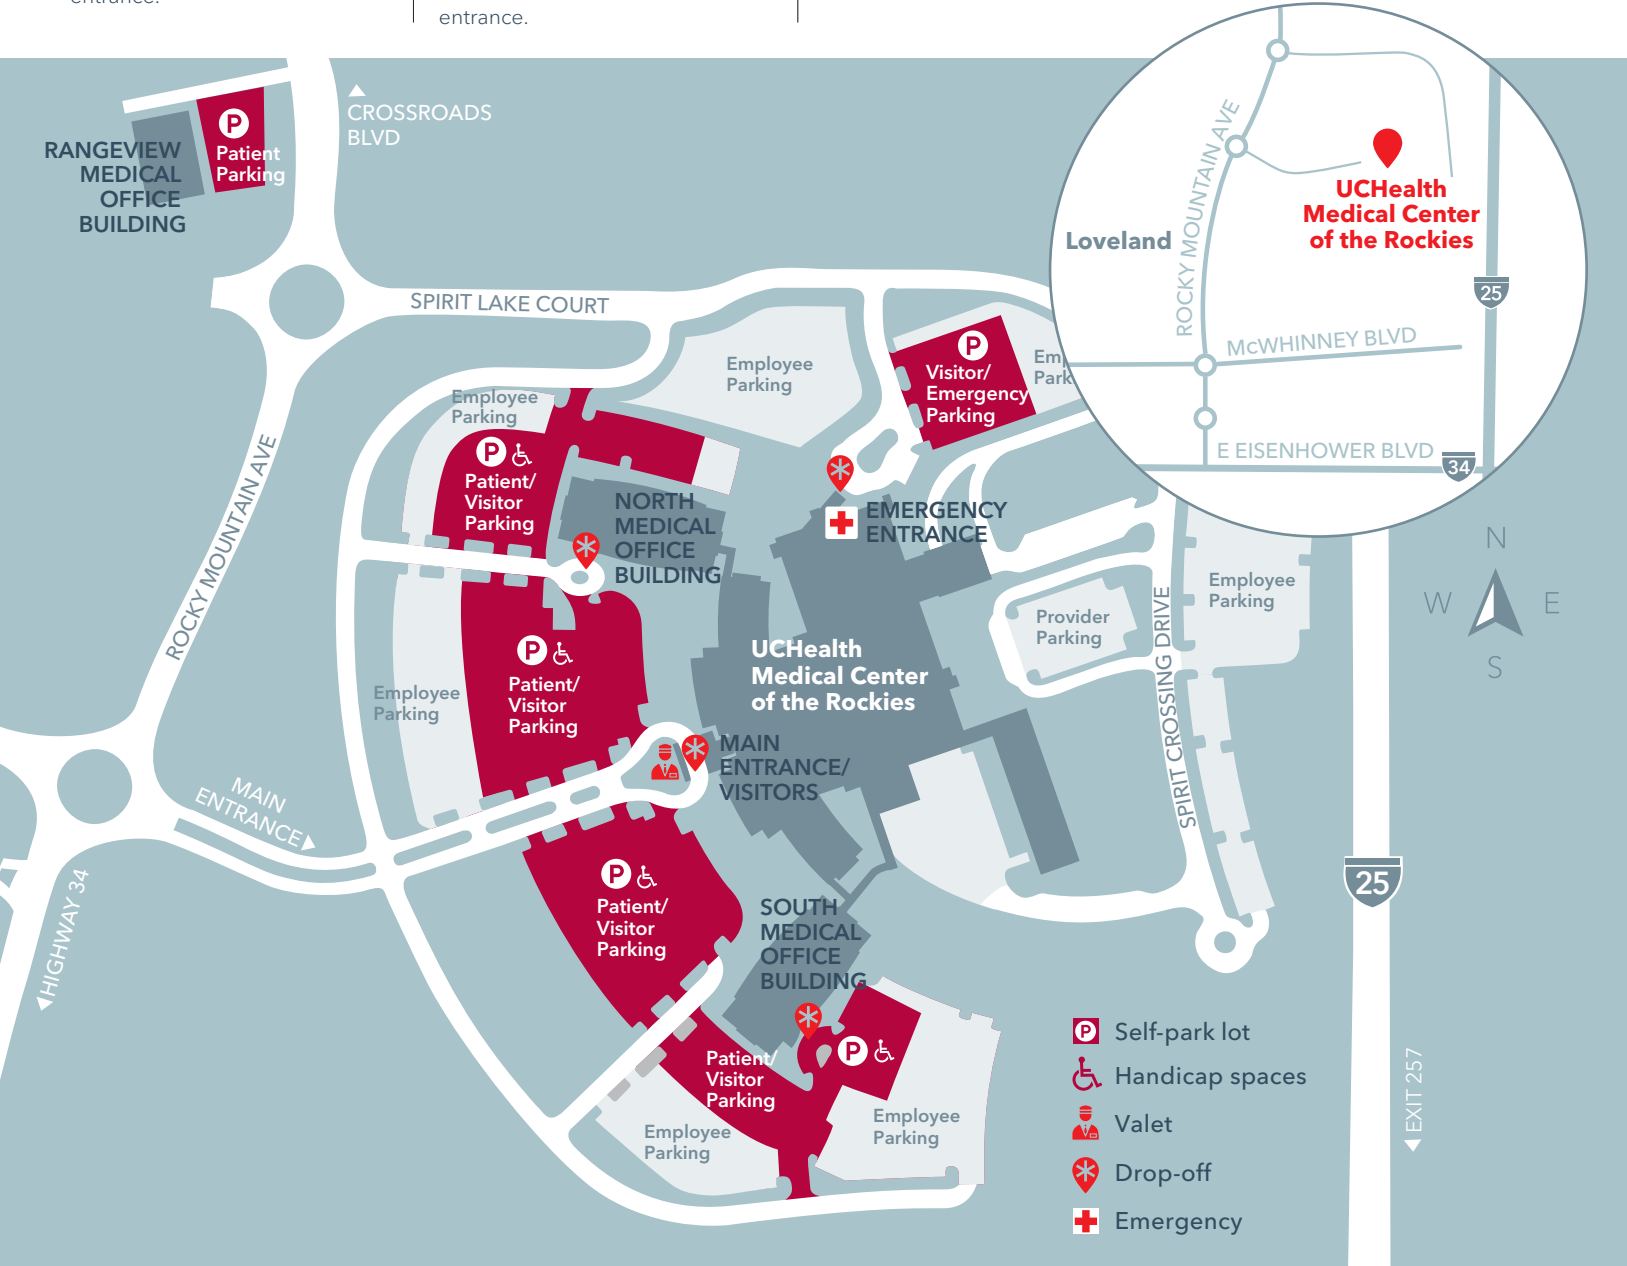 entrance.
entrance.
CROSSROADS
BLVD
P
Patient
Parking
RANGEVIEW
MEDICAL
OFFICE
BUILDING
SPIRIT LAKE COURT
ROCKY MOUNTAIN AVE
UCHealth
Medical Center
of the Rockies
Loveland
25
McWHINNEY BLVD
E EISENHOWER BLVD
34
Employee
Parking
P
Visitor/
Emergency
Parking
Emp
Park
Employee
Parking
P
Patient/
Visitor
Parking
NORTH
MEDICAL
OFFICE
BUILDING
EMERGENCY
ENTRANCE
ROCKY MOUNTAIN AVE
N
W
E
S
Employee
Parking
Provider
Parking
SPIRIT CROSSING DRIVE
P
Patient/
Visitor
Parking
Employee
Parking
UCHealth
Medical Center
of the Rockies
MAIN
ENTRANCE/
VISITORS
MAIN
ENTRANCE
HIGHWAY 34
P
Patient/
Visitor
Parking
25
SOUTH
MEDICAL
OFFICE
BUILDING
P
Patient/
Visitor
Parking
Employee
Parking
Employee
Parking
P
Self-park lot
Handicap spaces
Valet
Drop-off
Emergency
EXIT 257